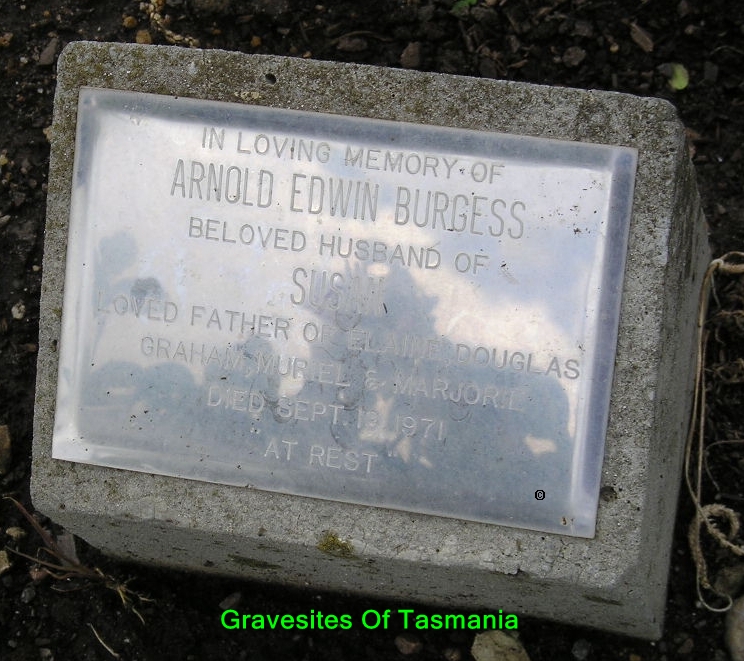 IN LOVING MEMORY OF
ARNOLD EDWIN BURGESS
BELOVED HUSBAND OF
SUSAN
LOVED FATHER OF ELAINE, DOUGLAS
GRAHAM, MURIEL & MARJORIE
DIED SEPT. 13, 1971
"AT REST"
©
Gravesites Of Tasmania